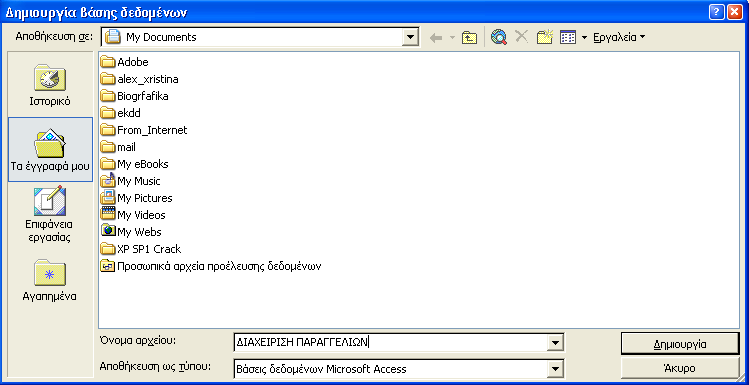 Δημιουργία Βάσης δεδομένων
Αποθήκευση σε: My Documents Εργαλεία
Ιστορικό
Τα έγγραφά μου
Επιφάνεια
εργασίας
Αγαπημένα
Adobe
alex_xristina
Biogrfafika
ekdd
From_Internet
mail
My eBooks
My Music
My Pictures
My Videos
My Webs
XP SP1 Crack
Προσωπικά αρχεία προέλευσης δεδομένων
Όνομα αρχείου: ΔΙΑΧΕΙΡΙΣΗ ΠΑΡΑΓΓΕΛΙΩΝ Δημιουργία
Αποθήκευση ως τύπου: Βάσεις δεδομένων Microsoft Access Άκυρο